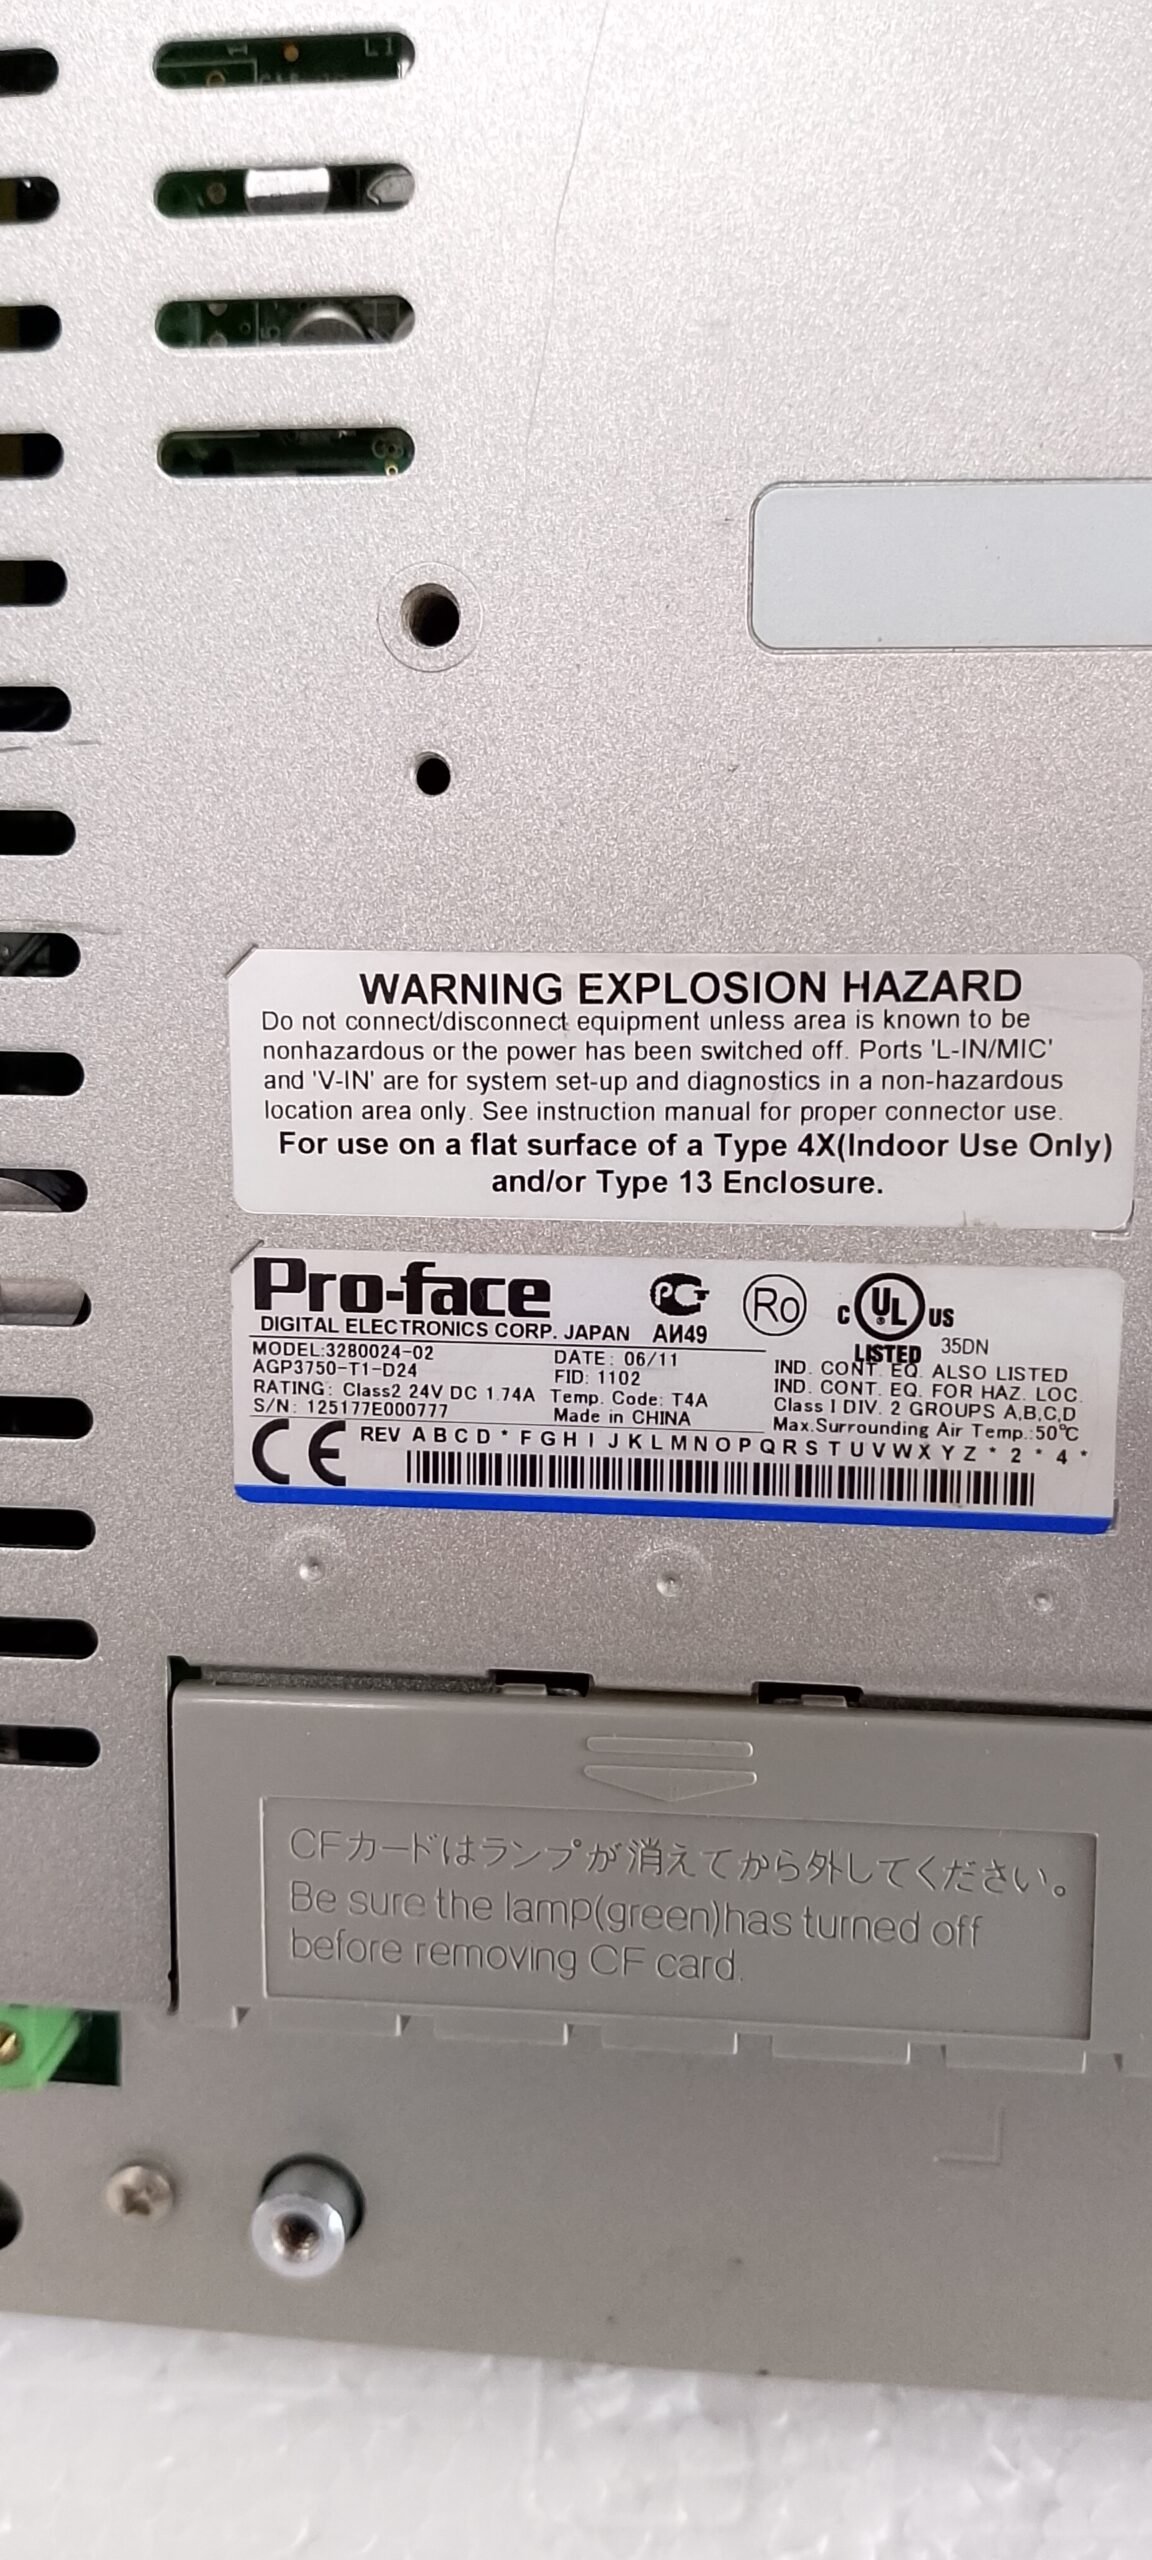 L1
WARNING EXPLOSION HAZARD
Do not connect/disconnect equipment unless area is known to be
nonhazardous or the power has been switched off. Ports 'L-IN/MIC'
and 'V-IN' are for system set-up and diagnostics in a non-hazardous
location area only. See instruction manual for proper connector use.
For use on a flat surface of a Type 4X(Indoor Use Only)
and/or Type 13 Enclosure.
Pro-face
DIGITAL ELECTRONICS CORP. JAPAN
РСТ
АИ49
Ro
C UL US
LISTED 35DN
MODEL:3280024-02
AGP3750-T1-D24
RATING: Class2 24V DC 1.74A
S/N: 125177E000777
DATE: 06/11
FID: 1102
Temp. Code: T4A
Made in CHINA
IND. CONT. EQ. ALSO LISTED
IND. CONT. EQ. FOR HAZ. LOC.
Class I DIV. 2 GROUPS A,B,C,D
Max.Surrounding Air Temp.:50°C
CE
REV A B C D * F G H I J K L M N O P Q R S T U V W X Y Z * 2 * 4 *
CFカードはランプが消えてから外してください。
Be sure the lamp(green)has turned off
before removing CF card.